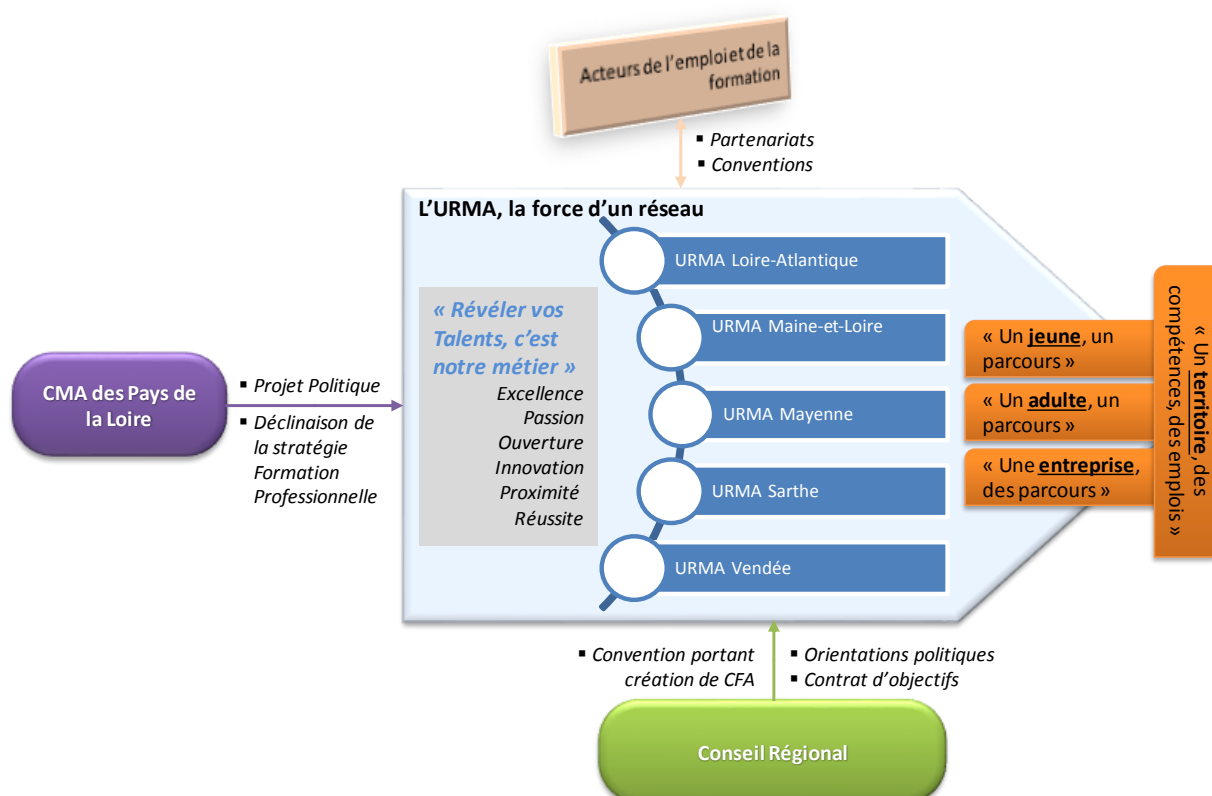 Acteurs de l'emploiet de la
formation
▪ Partenariats
▪ Conventions
L'URMA, la force d'un réseau
URMA Loire-Atlantique
URMA Maine-et-Loire
URMA Mayenne
URMA Sarthe
URMA Vendée
« Révéler vos
Talents, c'est
notre métier »
Excellence
Passion
Ouverture
Innovation
Proximité
Réussite
CMA des Pays de
la Loire
▪ Projet Politique
▪ Déclinaison de
la stratégie
Formation
Professionnelle
« Un jeune, un
parcours »
« Un adulte, un
parcours »
« Une entreprise,
des parcours »
« Un territoire, des
compétences, des emplois »
▪ Convention portant
création de CFA
▪ Orientations politiques
▪ Contrat d'objectifs
Conseil Régional